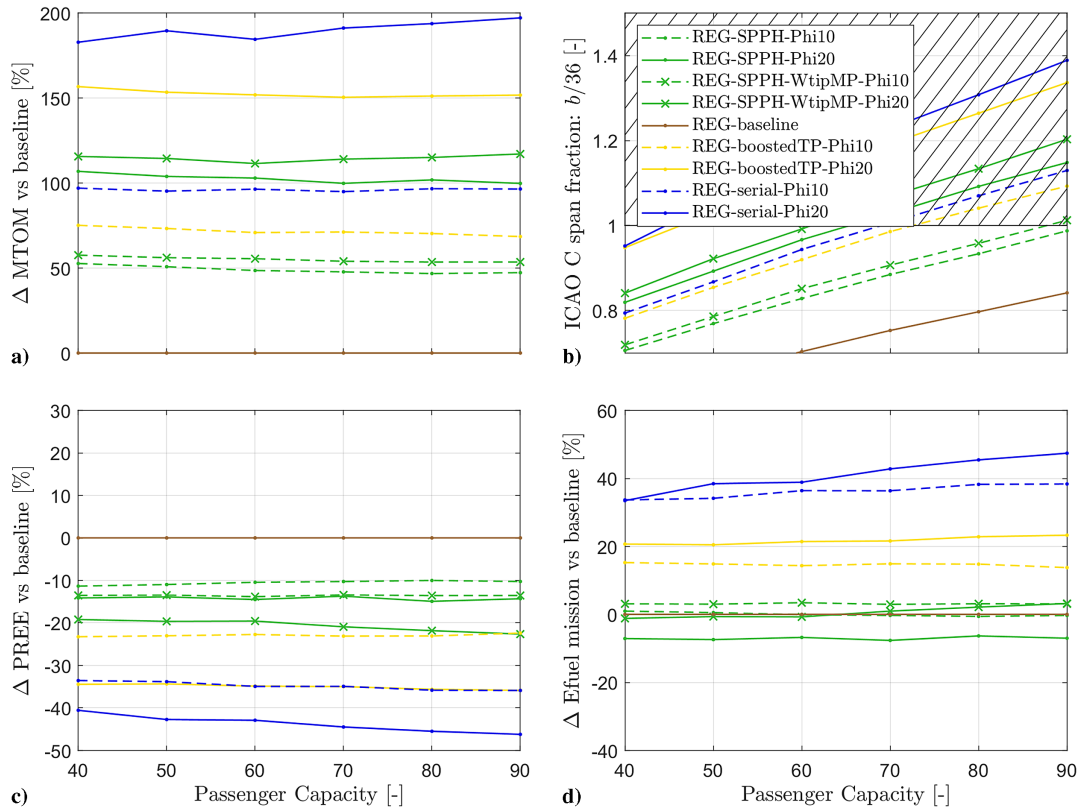 200
150
100
50
0
Δ MTOM vs baseline [%]
a)
1.4
1.2
1
0.8
ICAO C span fraction: b/36 [-]
b)
REG-SPPH-Phi10
REG-SPPH-Phi20
REG-SPPH-WtipMP-Phi10
REG-SPPH-WtipMP-Phi20
REG-baseline
REG-boostedTP-Phi10
REG-boostedTP-Phi20
REG-serial-Phi10
REG-serial-Phi20
30
20
10
0
-10
-20
-30
-40
-50
Δ PREE vs baseline [%]
40 50 60 70 80 90
Passenger Capacity [-]
c)
60
40
20
0
-20
-40
Δ Efuel mission vs baseline [%]
40 50 60 70 80 90
Passenger Capacity [-]
d)